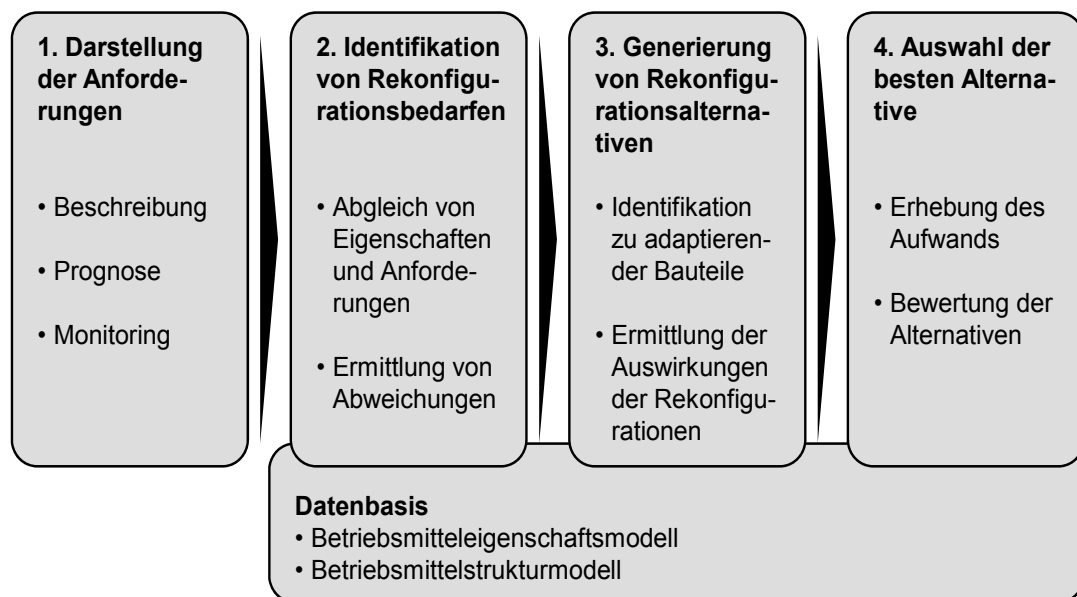 1. Darstellung
der Anforde-
rungen
• Beschreibung
• Prognose
• Monitoring
2. Identifikation
von Rekonfigu-
rationsbedarfen
• Abgleich von
Eigenschaften
und Anforde-
rungen
• Ermittlung von
Abweichungen
3. Generierung
von Rekonfigu-
rationsalterna-
tiven
• Identifikation
zu adaptieren-
der Bauteile
• Ermittlung der
Auswirkungen
der Rekonfigu-
rationen
4. Auswahl der
besten Alterna-
tive
• Erhebung des
Aufwands
• Bewertung der
Alternativen
Datenbasis
• Betriebsmitteleigenschaftsmodell
• Betriebsmittelstrukturmodell